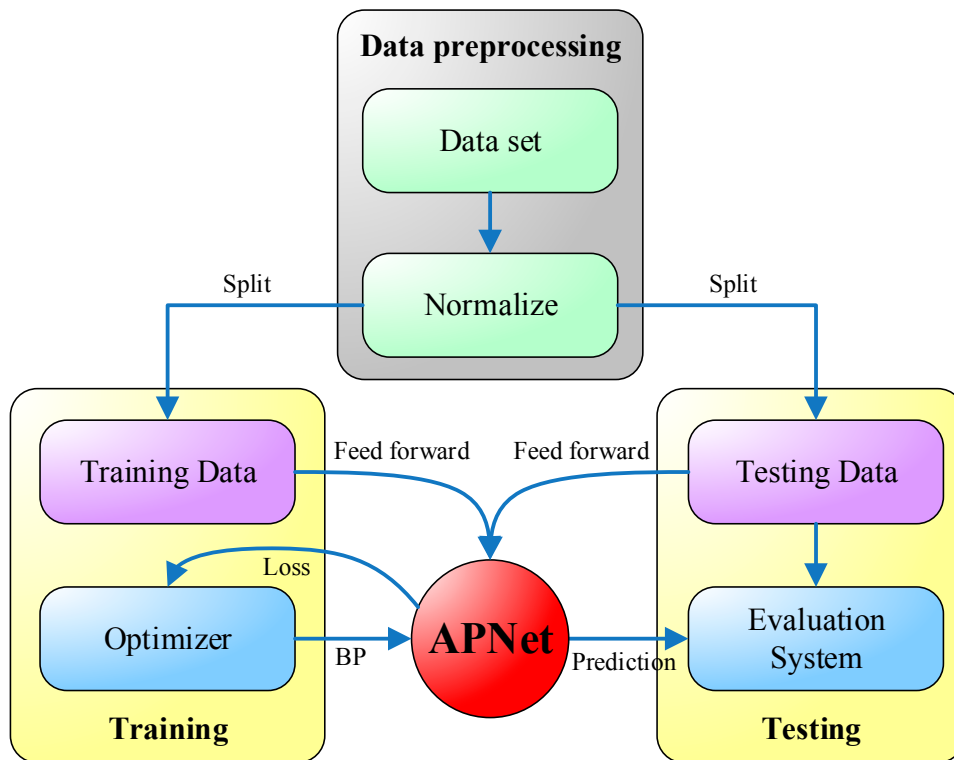 Data preprocessing
Data set
Normalize
Split
Split
Training Data
Feed forward
Feed forward
Testing Data
Loss
Optimizer
BP
APNet
Prediction
Evaluation
System
Training
Testing